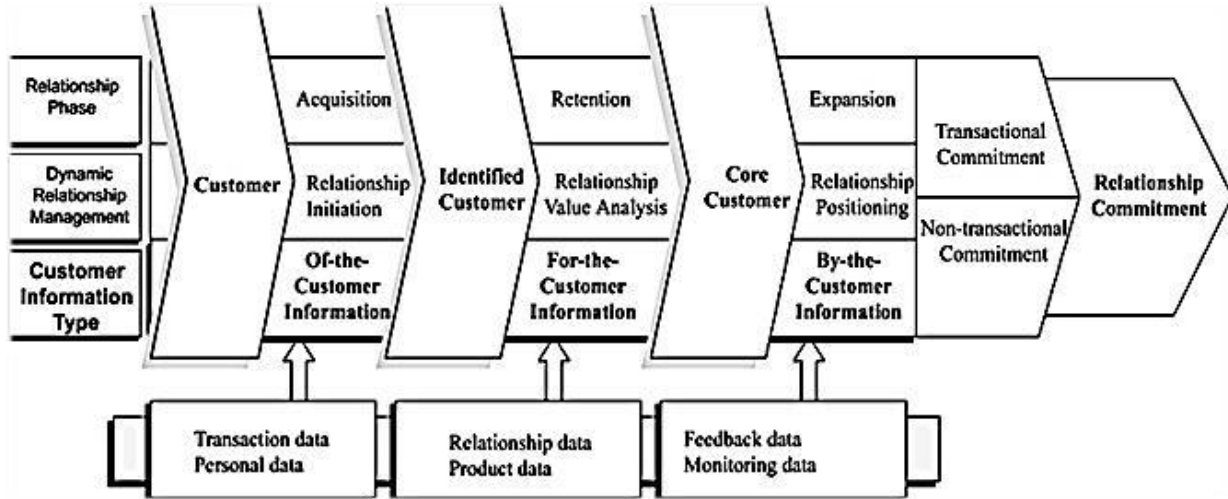 Relationship
Phase
Acquisition
Retention
Expansion
Dynamic
Relationship
Management
Customer
Relationship
Initiation
Identified
Customer
Relationship
Value Analysis
Core
Customer
Relationship
Positioning
Customer
Information
Type
Of-the-
Customer
Information
For-the-
Customer
Information
By-the-
Customer
Information
Transactional
Commitment
Non-transactional
Commitment
Relationship
Commitment
Transaction data
Personal data
Relationship data
Product data
Feedback data
Monitoring data